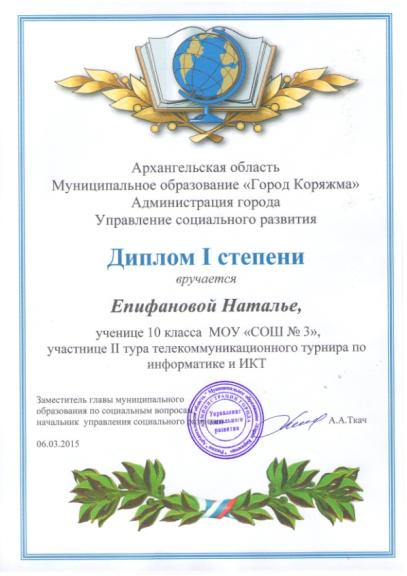 Архангельская область
Муниципальное образование «Город Коряжма»
Администрация города
Управление социального развития
Диплом I степени
вручается
Епифановой Наталье,
ученице 10 класса МОУ «СОШ № 3»,
участнице II тура телекоммуникационного турнира по
информатике и ИКТ
Заместитель главы муниципального
образования по социальным вопросам,
начальник управления социального развития
А.А.Ткач
06.03.2015
Управление
социального
развития